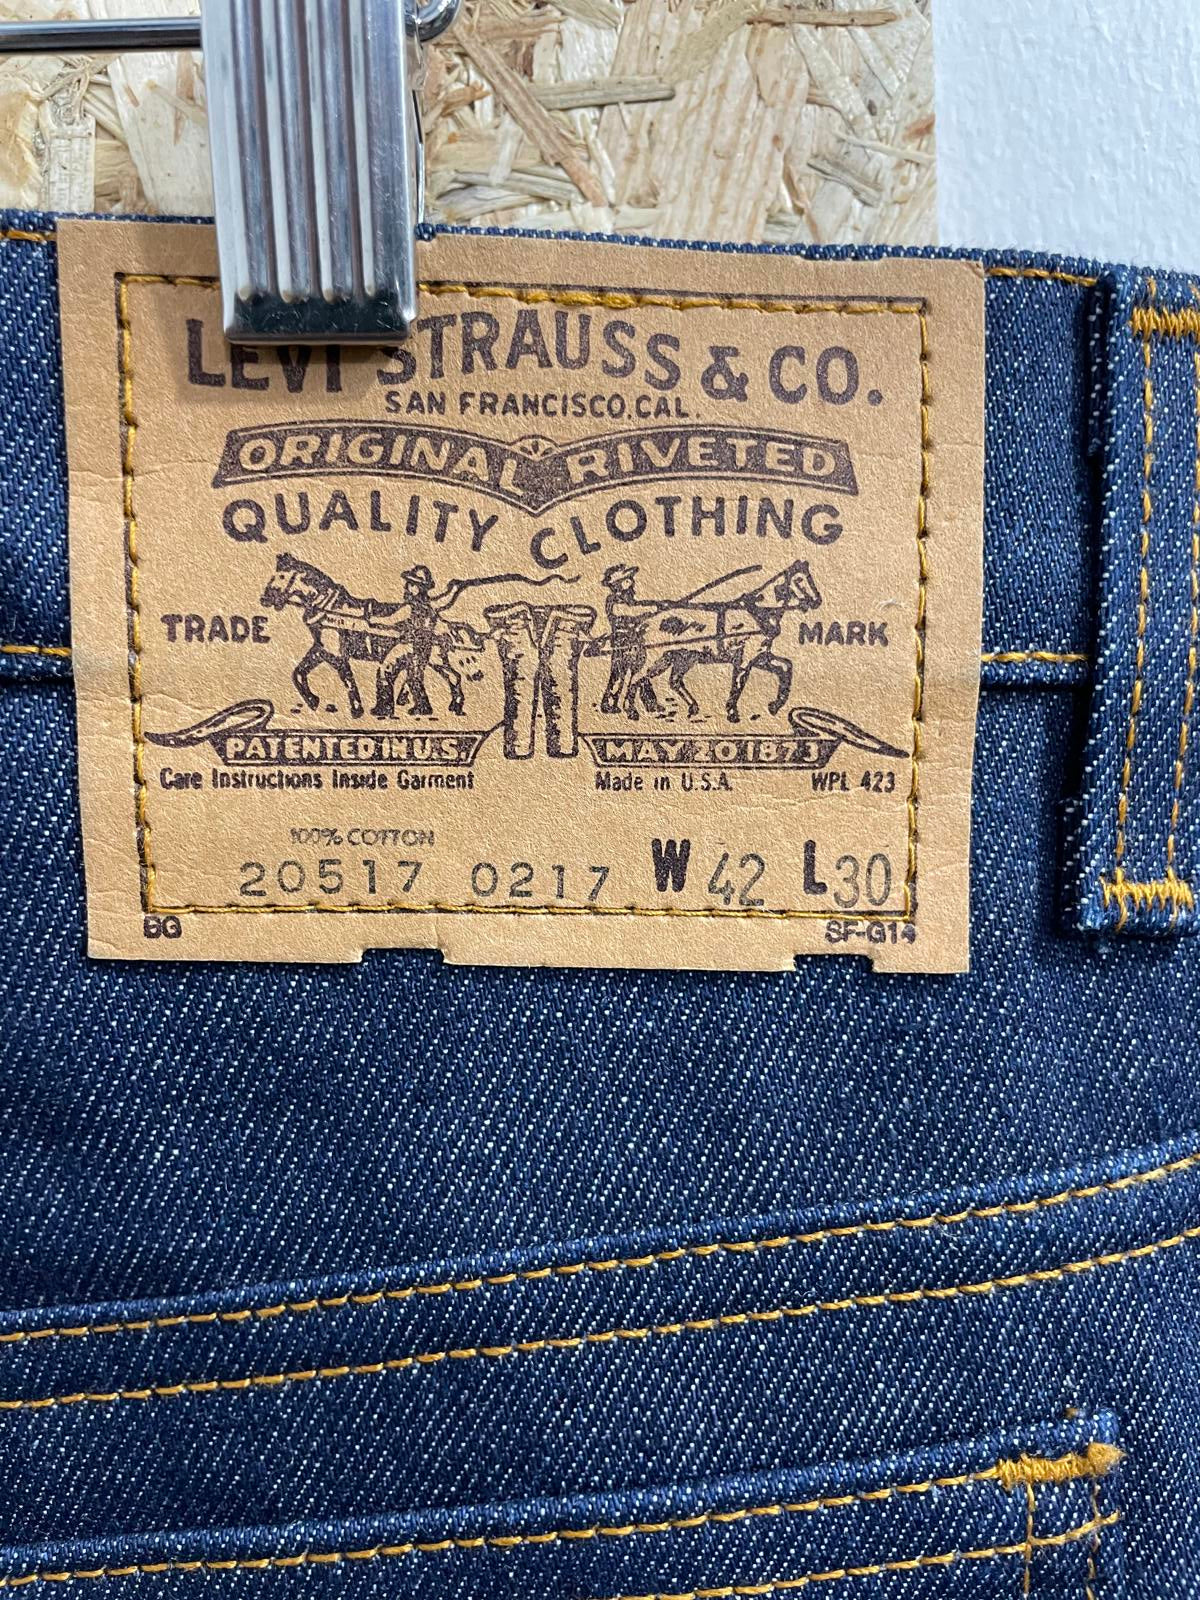 LEVI STRAUSS & CO.
SAN FRANCISCO, CAL.
ORIGINAL RIVETED
QUALITY CLOTHING
TRADE MARK
PATENTED IN U.S. MAY 20 1873
Care Instructions Inside Garment Made in U.S.A. WPL 423
100% COTTON
20517 0217 W 42 L 30
SF-G14